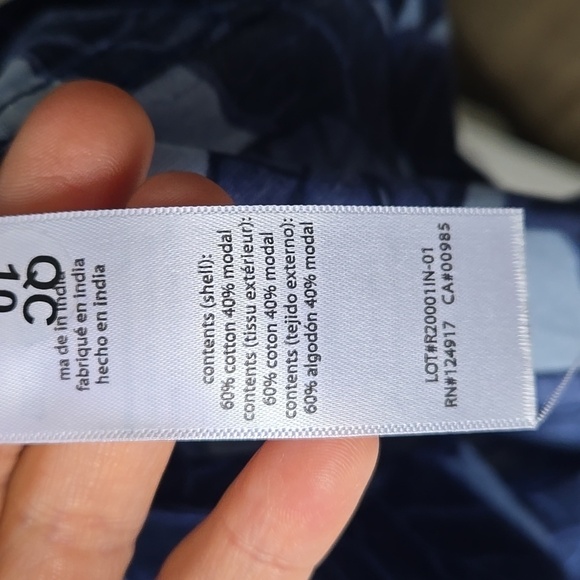 QC
10
ma de in india
fabriqué en india
hecho en india
contents (shell):
60% cotton 40% modal
contents (tissu extérieur):
60% coton 40% modal
contents (tejido externo):
60% algodón 40% modal
LOT#R20001IN-01
RN#124917 CA#00985